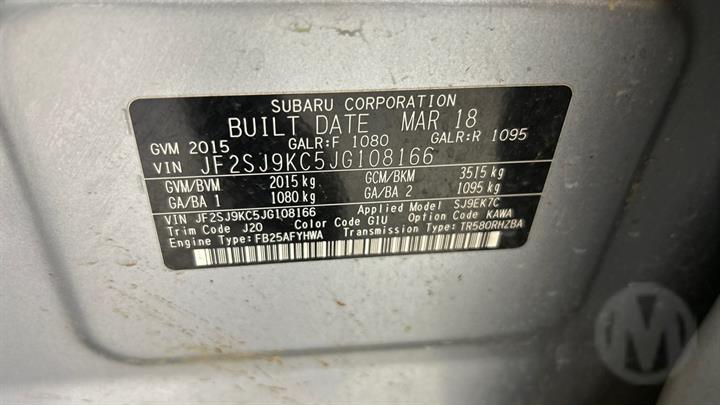 SUBARU CORPORATION
BUILT DATE MAR 18
GVM 2015 GALR:F 1080 GALR:R 1095
VIN JF2SJ9KC5JG108166
GVM/BVM 2015 kg GCM/BKM 3515 kg
GA/BA 1 1080 kg GA/BA 2 1095 kg
VIN JF2SJ9KC5JG108166 Applied Model SJ9EK7C
Trim Code J20 Color Code G1U Option Code KAWA
Engine Type:FB25AFYHWA Transmission Type:TR580RHZBA
M